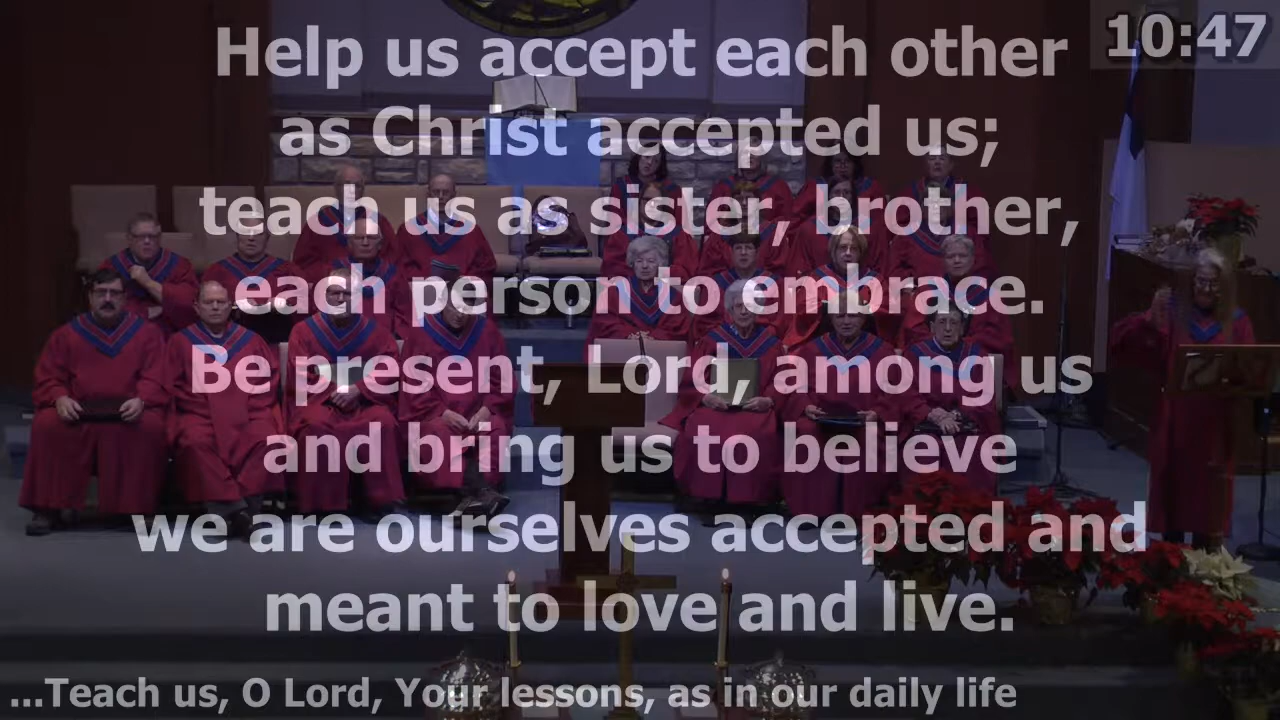 10:47
Help us accept each other
as Christ accepted us;
teach us as sister, brother,
each person to embrace.
Be present, Lord, among us
and bring us to believe
we are ourselves accepted and
meant to love and live.
...Teach us, O Lord, Your lessons, as in our daily life